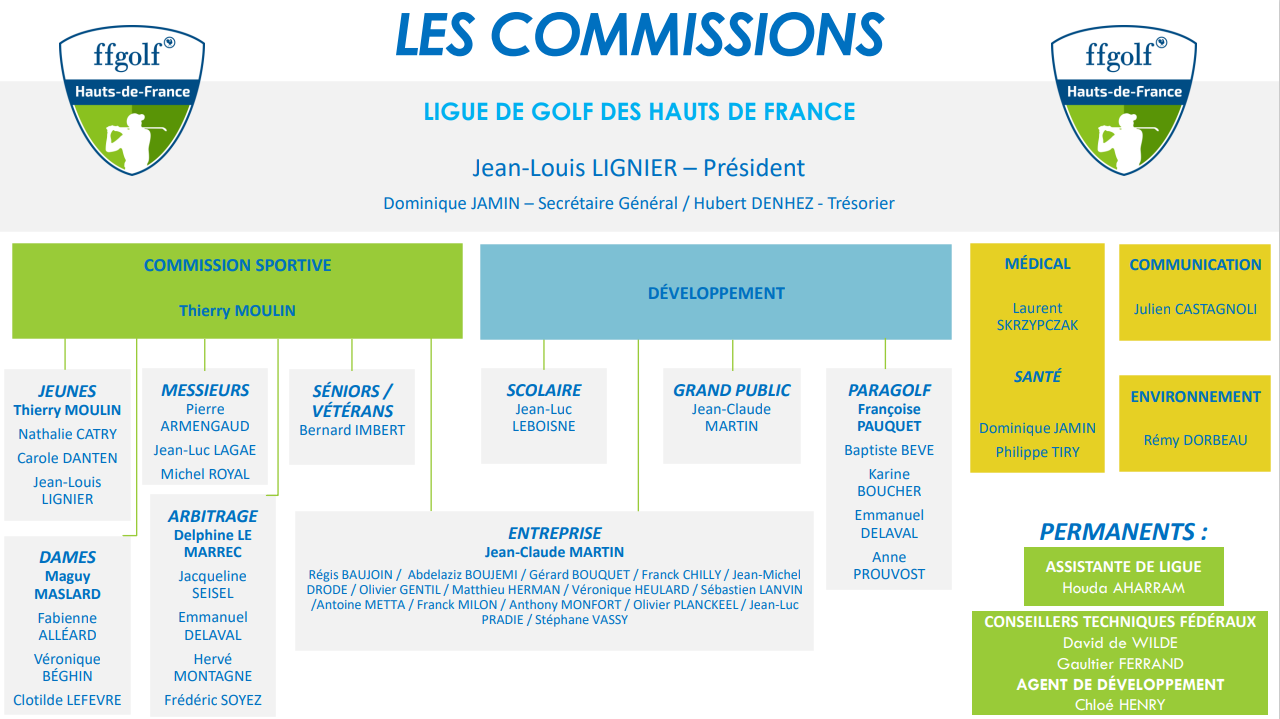 LES COMMISSIONS
ffgolf
Hauts-de-France
ffgolf
Hauts-de-France
LIGUE DE GOLF DES HAUTS DE FRANCE
Jean-Louis LIGNIER – Président
Dominique JAMIN – Secrétaire Général / Hubert DENHEZ - Trésorier
COMMISSION SPORTIVE
Thierry MOULIN
JEUNES
Thierry MOULIN
Nathalie CATRY
Carole DANTEN
Jean-Louis
LIGNIER
DAMES
Maguy
MASLARD
Fabienne
ALLÉARD
Véronique
BÉGHIN
Clotilde LEFEVRE
MESSIEURS
Pierre
ARMENGAUD
Jean-Luc LAGAE
Michel ROYAL
ARBITRAGE
Delphine LE
MARREC
Jacqueline
SEISEL
Emmanuel
DELAVAL
Hervé
MONTAGNE
Frédéric SOYEZ
SÉNIORS /
VÉTÉRANS
Bernard IMBERT
DÉVELOPPEMENT
SCOLAIRE
Jean-Luc
LEBOISNE
GRAND PUBLIC
Jean-Claude
MARTIN
PARAGOLF
Françoise
PAUQUET
Baptiste BEVE
Karine
BOUCHER
Emmanuel
DELAVAL
Anne
PROUVOST
ENTREPRISE
Jean-Claude MARTIN
Régis BAUJOIN / Abdelaziz BOUJEMI / Gérard BOUQUET / Franck CHILLY / Jean-Michel
DRODE / Olivier GENTIL / Matthieu HERMAN / Véronique HEULARD / Sébastien LANVIN
/Antoine METTA / Franck MILON / Anthony MONFORT / Olivier PLANCKEEL / Jean-Luc
PRADIE / Stéphane VASSY
MÉDICAL
Laurent
SKRZYPCZAK
SANTÉ
Dominique JAMIN
Philippe TIRY
COMMUNICATION
Julien CASTAGNOLI
ENVIRONNEMENT
Rémy DORBEAU
PERMANENTS :
ASSISTANTE DE LIGUE
Houda AHARRAM
CONSEILLERS TECHNIQUES FÉDÉRAUX
David de WILDE
Gaultier FERRAND
AGENT DE DÉVELOPPEMENT
Chloé HENRY